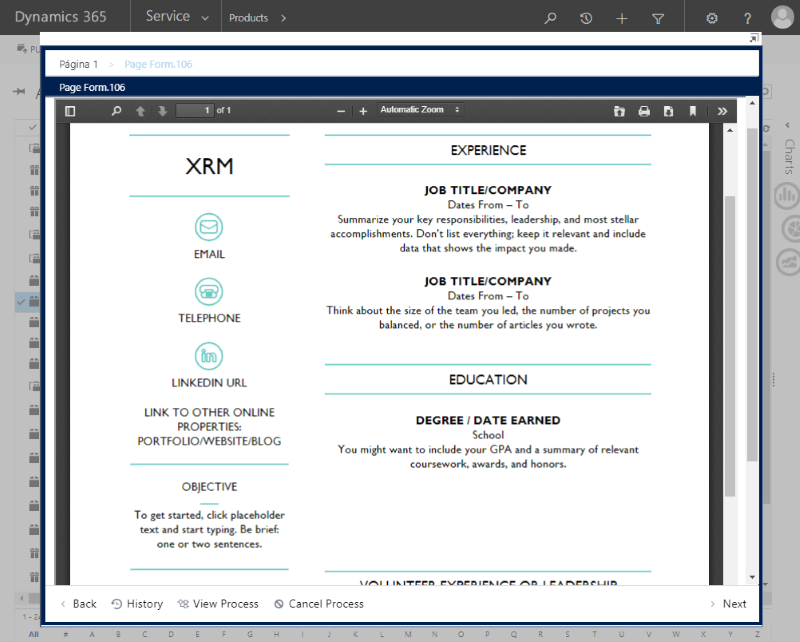 Dynamics 365
Service
Products
Página 1 > Page Form.106
Page Form.106
1 of 1
Automatic Zoom
XRM
EMAIL
TELEPHONE
LINKEDIN URL
LINK TO OTHER ONLINE
PROPERTIES:
PORTFOLIO/WEBSITE/BLOG
OBJECTIVE
To get started, click placeholder
text and start typing. Be brief:
one or two sentences.
EXPERIENCE
JOB TITLE/COMPANY
Dates From – To
Summarize your key responsibilities, leadership, and most stellar
accomplishments. Don't list everything; keep it relevant and include
data that shows the impact you made.
JOB TITLE/COMPANY
Dates From – To
Think about the size of the team you led, the number of projects you
balanced, or the number of articles you wrote.
EDUCATION
DEGREE / DATE EARNED
School
You might want to include your GPA and a summary of relevant
coursework, awards, and honors.
VOLUNTEER EXPERIENCE OR LEADERSHIP
Charts
Back
History
View Process
Cancel Process
Next
All # A B C D E F G H I J K L M N O P Q R S T U V W X Y Z